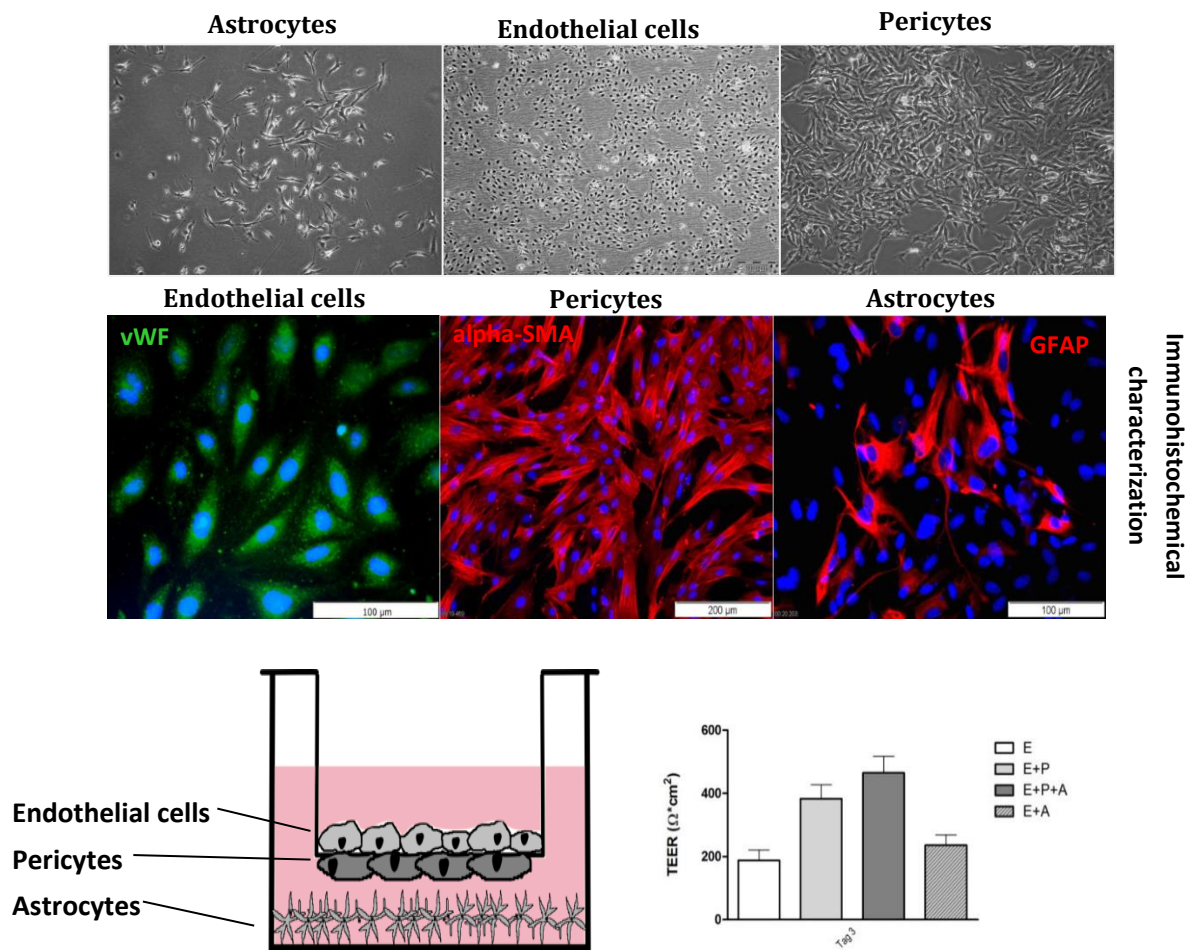 Astrocytes
Endothelial cells
Pericytes
Endothelial cells
Pericytes
Astrocytes
vWF
alpha-SMA
GFAP
100 µm
200 µm
100 µm
Immunohistochemical
characterization
Endothelial cells
Pericytes
Astrocytes
TEER (Ω*cm²)
600
400
200
0
Tag 3
E
E+P
E+P+A
E+A